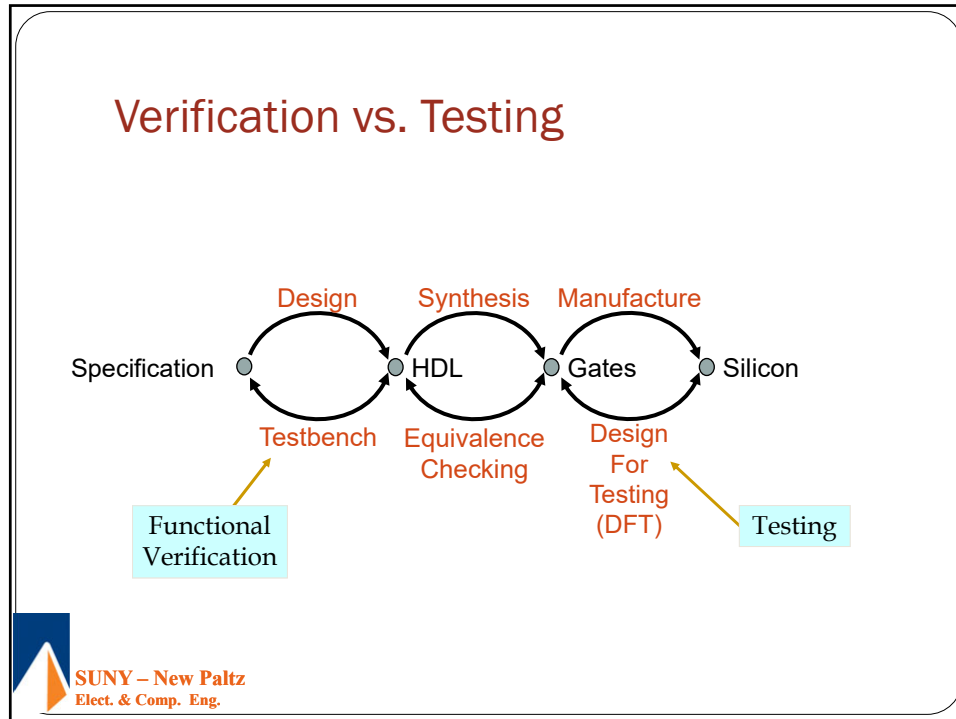 Verification vs. Testing
Design
Synthesis
Manufacture
Specification
HDL
Gates
Silicon
Testbench
Equivalence
Checking
Design
For
Testing
(DFT)
Functional
Verification
Testing
SUNY – New Paltz
Elect. & Comp. Eng.